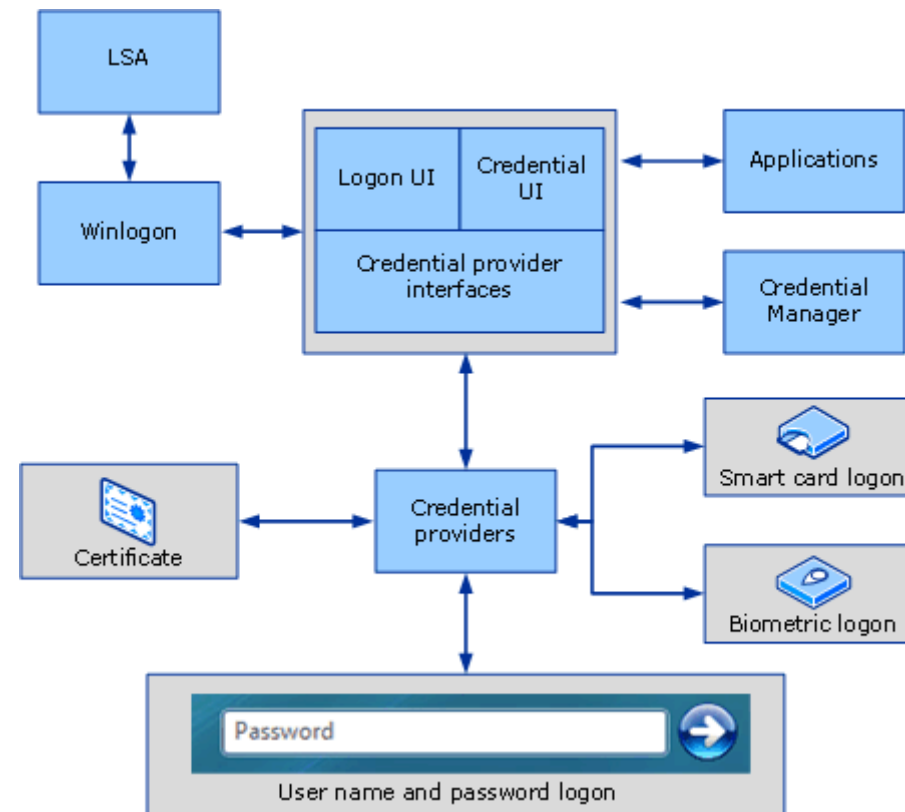 LSA
Winlogon
Logon UI
Credential
UI
Credential provider
interfaces
Applications
Credential
Manager
Smart card logon
Certificate
Credential
providers
Biometric logon
Password
User name and password logon